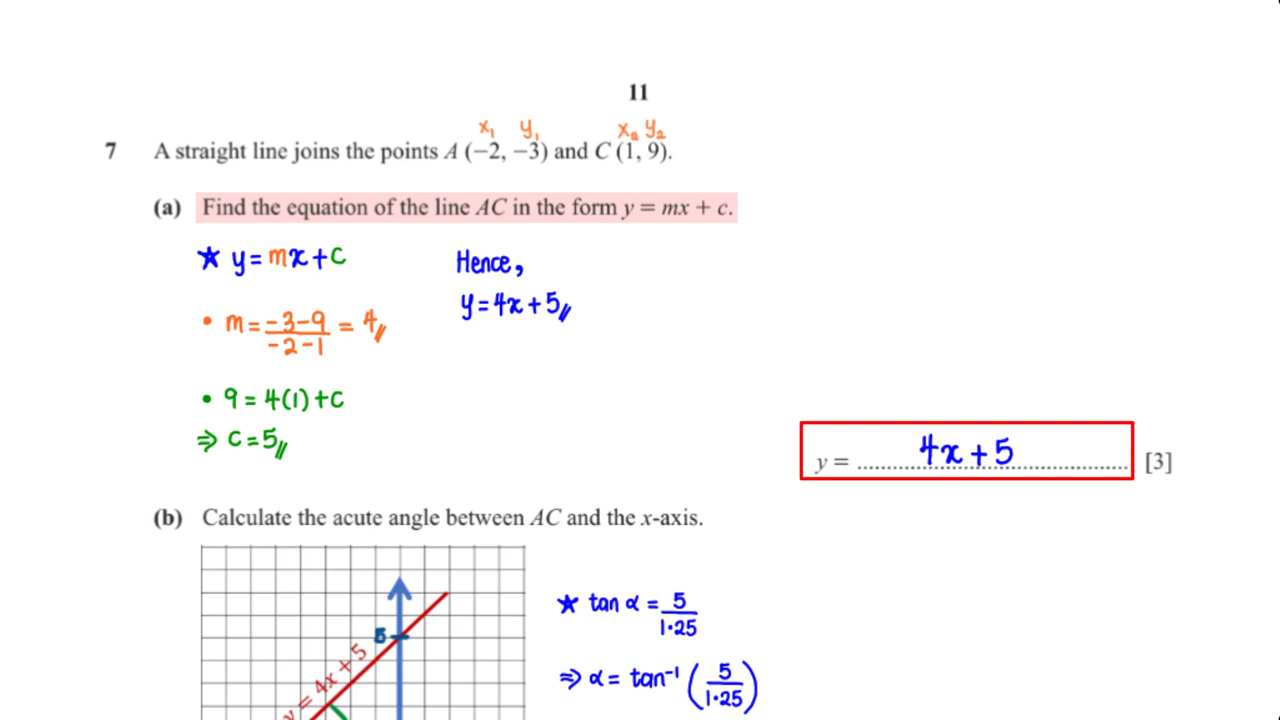 11
x₁ y₁ x₂ y₂
7 A straight line joins the points A (−2, −3) and C (1, 9).
(a) Find the equation of the line AC in the form y = mx + c.
★ y = mx + c
• m = (-3-9)/(-2-1) = 4//
• 9 = 4(1) + c
⇒ c = 5//
Hence,
y = 4x + 5//
y = 4x + 5 [3]
(b) Calculate the acute angle between AC and the x-axis.
5
y = 4x + 5
★ tan α = 5/1·25
⇒ α = tan⁻¹ (5/1·25)